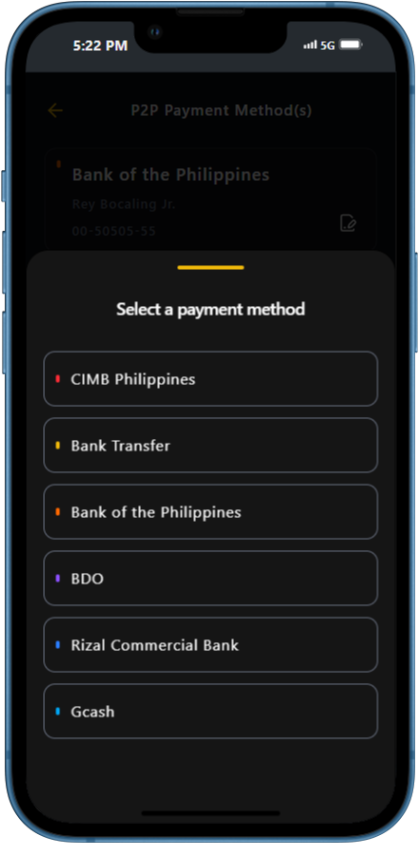 5:22 PM
5G
P2P Payment Method(s)
Bank of the Philippines
Rey Bocaling Jr.
00-50505-55
Select a payment method
CIMB Philippines
Bank Transfer
Bank of the Philippines
BDO
Rizal Commercial Bank
Gcash